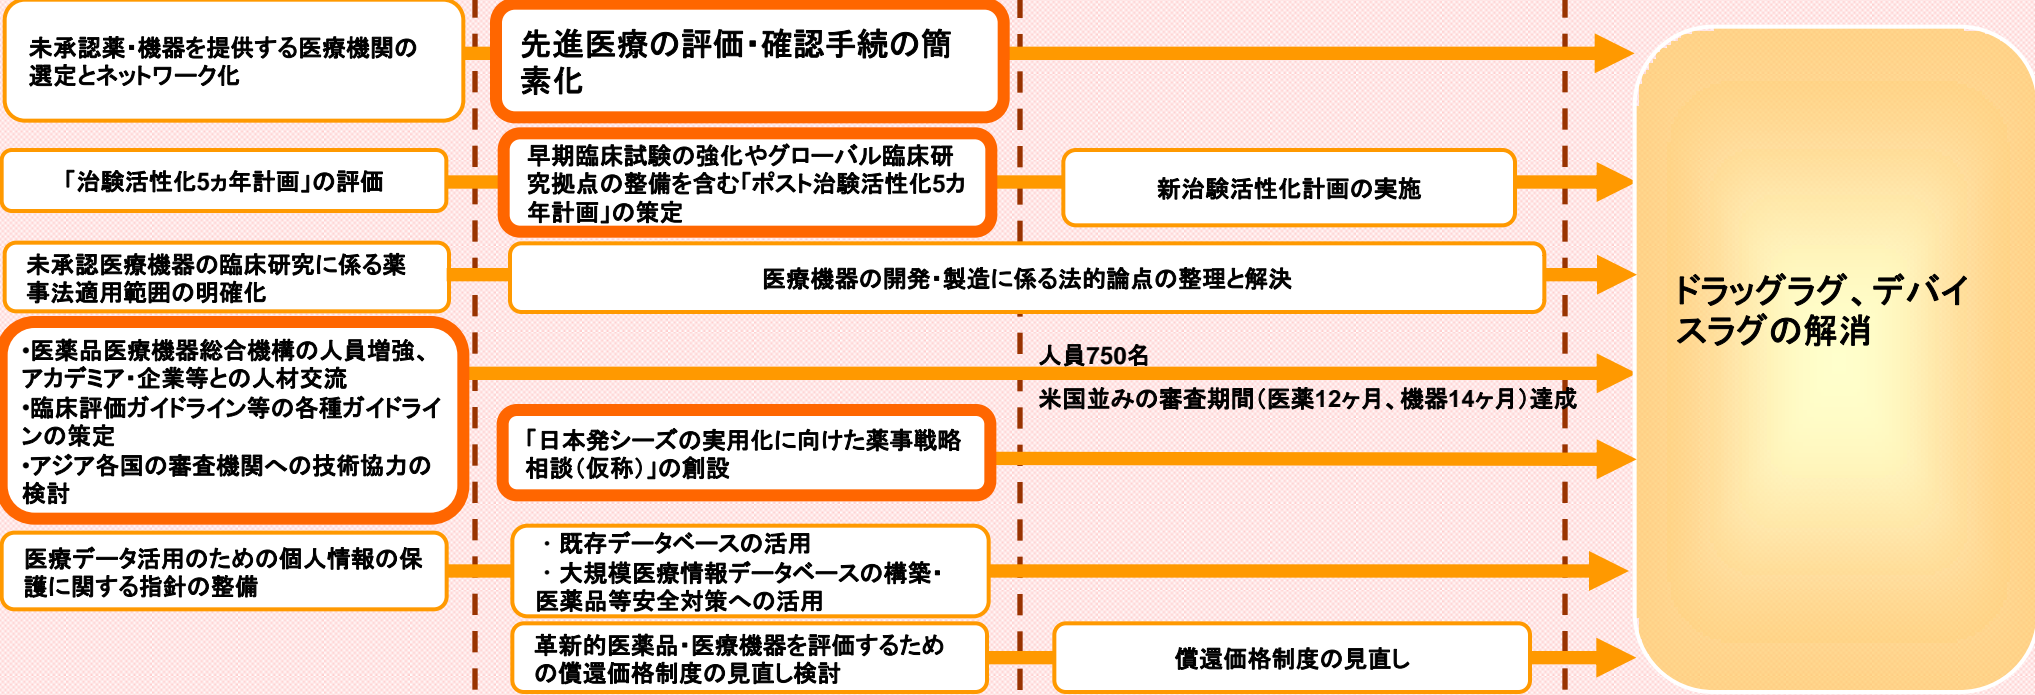 未承認薬・機器を提供する医療機関の
選定とネットワーク化
先進医療の評価・確認手続の簡
素化
「治験活性化5ヵ年計画」の評価
早期臨床試験の強化やグローバル臨床研
究拠点の整備を含む「ポスト治験活性化5カ
年計画」の策定
新治験活性化計画の実施
未承認医療機器の臨床研究に係る薬
事法適用範囲の明確化
医療機器の開発・製造に係る法的論点の整理と解決
・医薬品医療機器総合機構の人員増強、
アカデミア・企業等との人材交流
・臨床評価ガイドライン等の各種ガイドライ
ンの策定
・アジア各国の審査機関への技術協力の
検討
人員750名
米国並みの審査期間（医薬12ヶ月、機器14ヶ月）達成
「日本発シーズの実用化に向けた薬事戦略
相談（仮称）」の創設
医療データ活用のための個人情報の保
護に関する指針の整備
・既存データベースの活用
・大規模医療情報データベースの構築・
医薬品等安全対策への活用
革新的医薬品・医療機器を評価するため
の償還価格制度の見直し検討
償還価格制度の見直し
ドラッグラグ、デバイ
スラグの解消